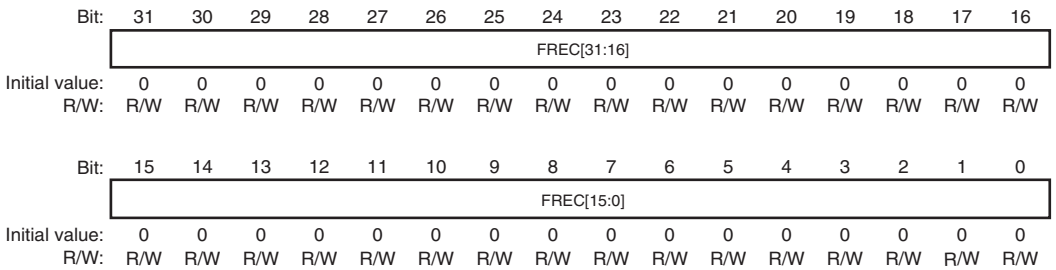 Bit: 31 30 29 28 27 26 25 24 23 22 21 20 19 18 17 16
FREC[31:16]
Initial value: 0 0 0 0 0 0 0 0 0 0 0 0 0 0 0 0
R/W: R/W R/W R/W R/W R/W R/W R/W R/W R/W R/W R/W R/W R/W R/W R/W R/W
Bit: 15 14 13 12 11 10 9 8 7 6 5 4 3 2 1 0
FREC[15:0]
Initial value: 0 0 0 0 0 0 0 0 0 0 0 0 0 0 0 0
R/W: R/W R/W R/W R/W R/W R/W R/W R/W R/W R/W R/W R/W R/W R/W R/W R/W